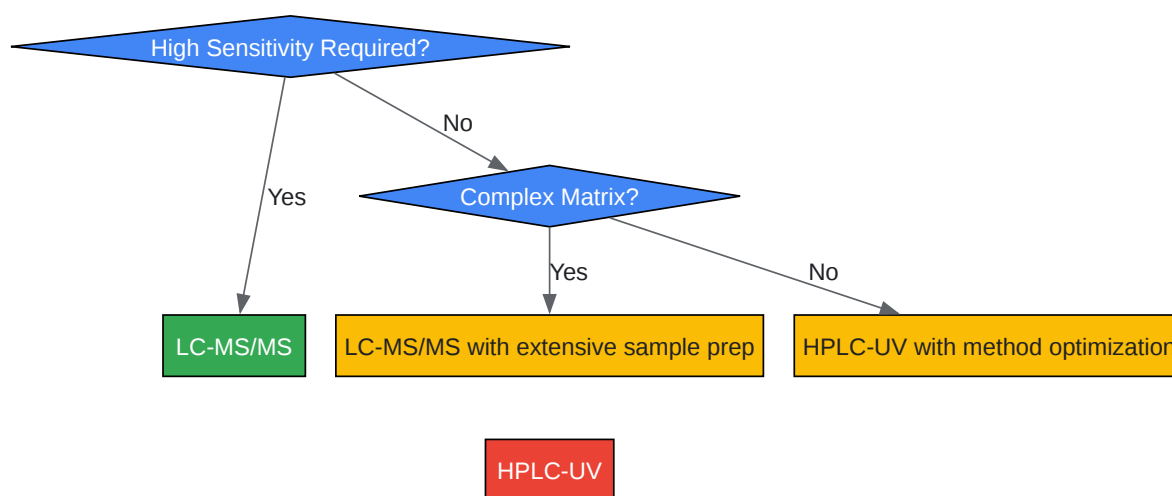 High Sensitivity Required?
No
Complex Matrix?
Yes
Yes
No
LC-MS/MS
LC-MS/MS with extensive sample prep
HPLC-UV with method optimization
HPLC-UV